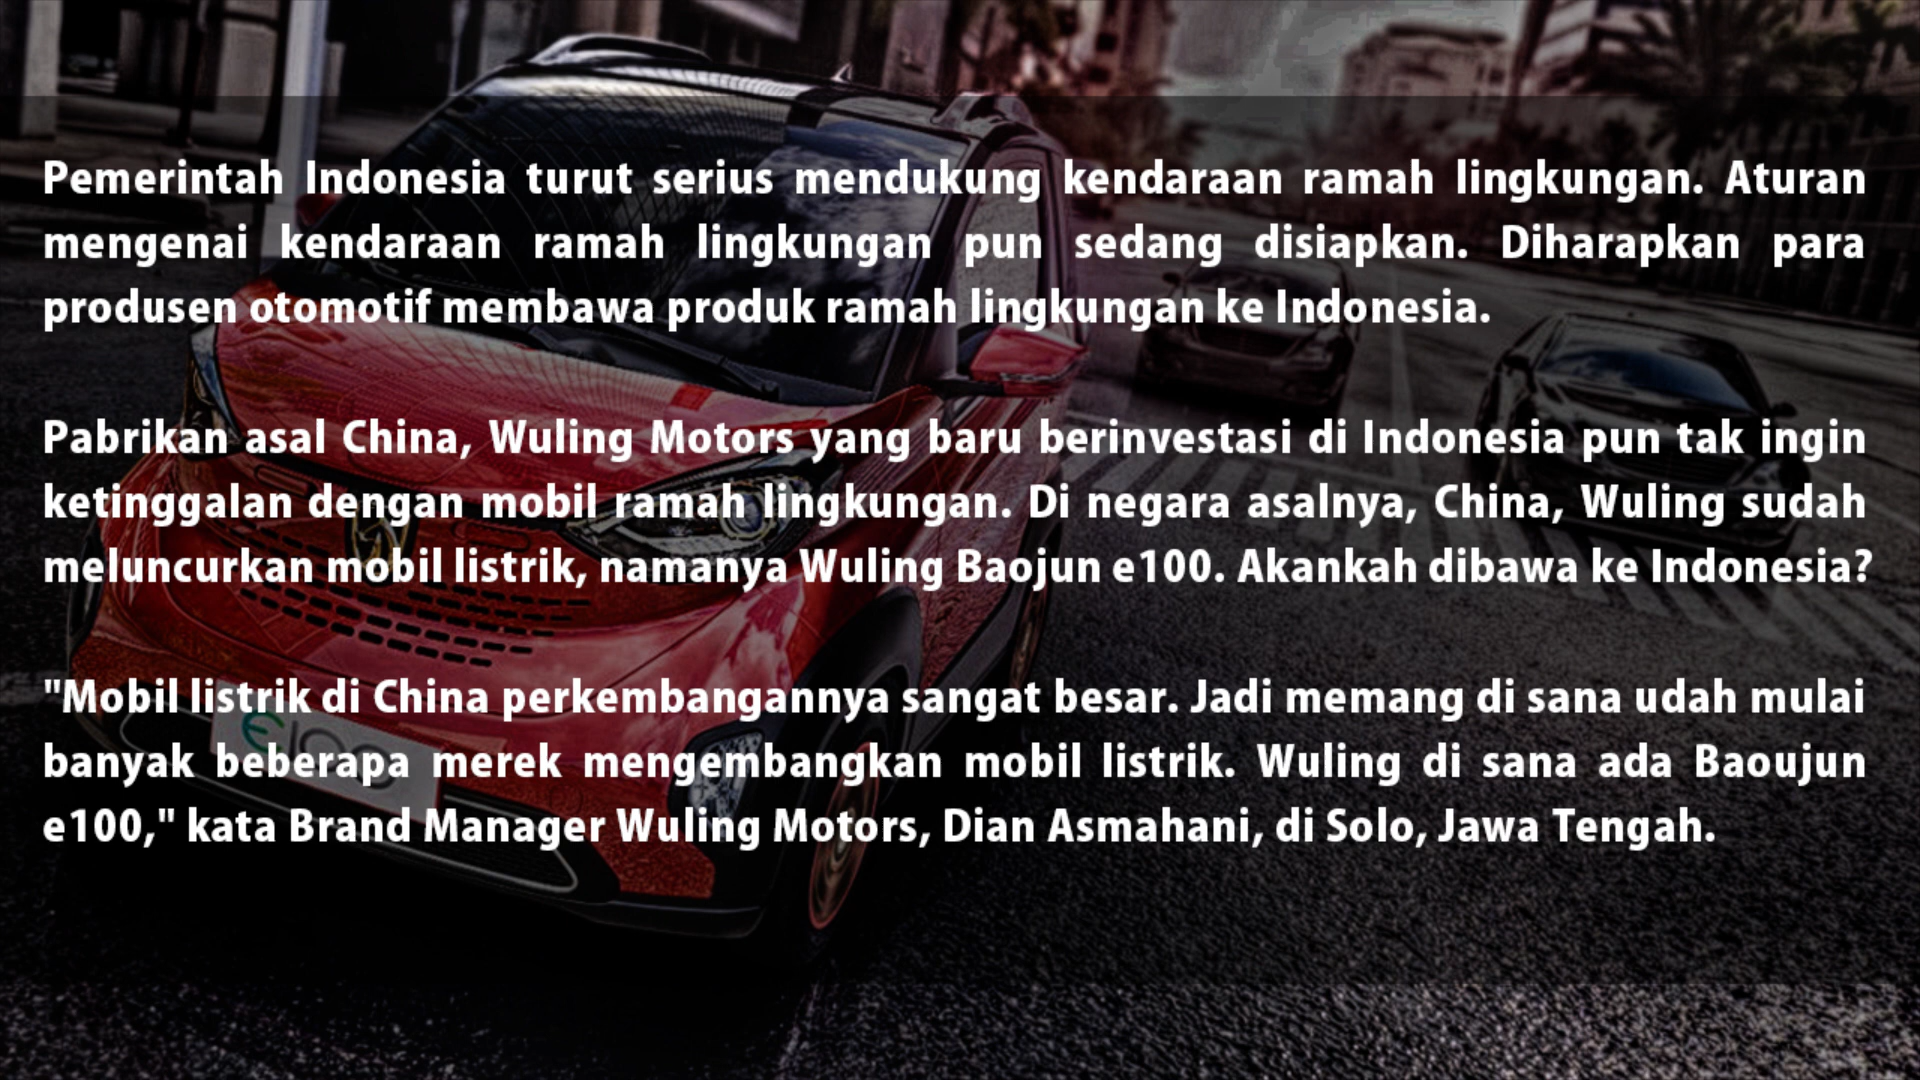 Pemerintah Indonesia turut serius mendukung kendaraan ramah lingkungan. Aturan
mengenai kendaraan ramah lingkungan pun sedang disiapkan. Diharapkan para
produsen otomotif membawa produk ramah lingkungan ke Indonesia.
Pabrikan asal China, Wuling Motors yang baru berinvestasi di Indonesia pun tak ingin
ketinggalan dengan mobil ramah lingkungan. Di negara asalnya, China, Wuling sudah
meluncurkan mobil listrik, namanya Wuling Baojun e100. Akankah dibawa ke Indonesia?
"Mobil listrik di China perkembangannya sangat besar. Jadi memang di sana udah mulai
banyak beberapa merek mengembangkan mobil listrik. Wuling di sana ada Baoujun
e100," kata Brand Manager Wuling Motors, Dian Asmahani, di Solo, Jawa Tengah.
E100